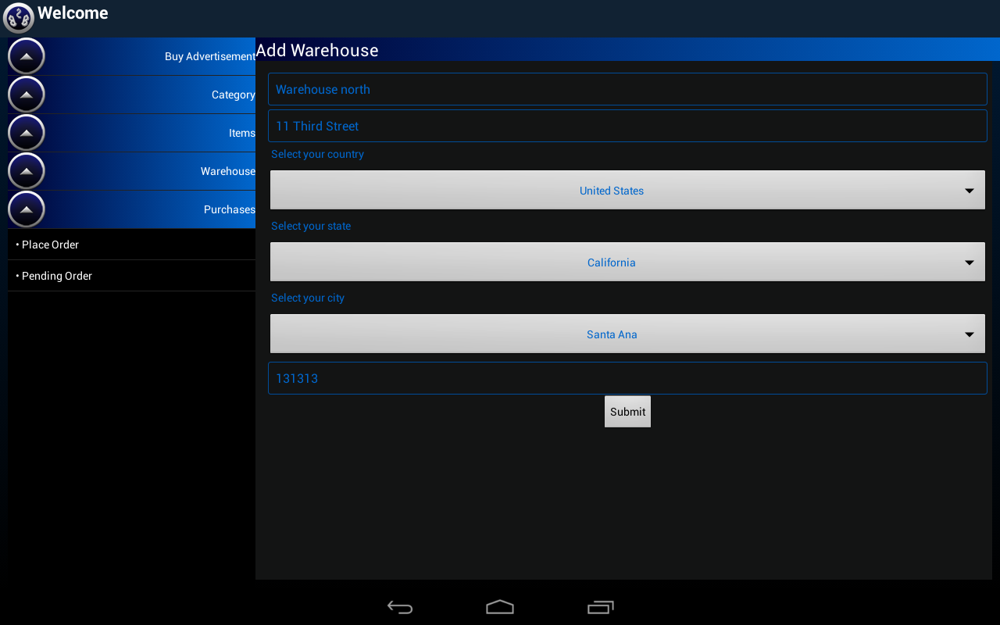 Welcome
Buy Advertisement
Category
Items
Warehouse
Purchases
• Place Order
• Pending Order
Add Warehouse
Warehouse north
11 Third Street
Select your country
United States
Select your state
California
Select your city
Santa Ana
131313
Submit